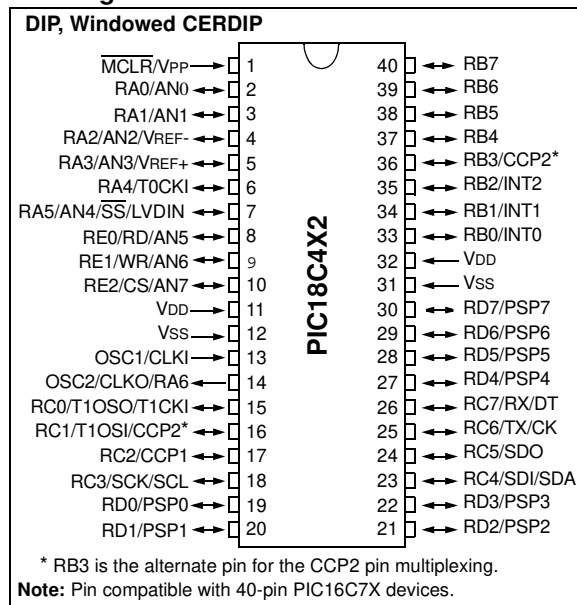 DIP, Windowed CERDIP
MCLR/VPP 1
RA0/AN0 2
RA1/AN1 3
RA2/AN2/VREF- 4
RA3/AN3/VREF+ 5
RA4/T0CKI 6
RA5/AN4/SS/LVDIN 7
RE0/RD/AN5 8
RE1/WR/AN6 9
RE2/CS/AN7 10
VDD 11
VSS 12
OSC1/CLKI 13
OSC2/CLKO/RA6 14
RC0/T1OSO/T1CKI 15
RC1/T1OSI/CCP2* 16
RC2/CCP1 17
RC3/SCK/SCL 18
RD0/PSP0 19
RD1/PSP1 20
PIC18C4X2
40 RB7
39 RB6
38 RB5
37 RB4
36 RB3/CCP2*
35 RB2/INT2
34 RB1/INT1
33 RB0/INT0
32 VDD
31 VSS
30 RD7/PSP7
29 RD6/PSP6
28 RD5/PSP5
27 RD4/PSP4
26 RC7/RX/DT
25 RC6/TX/CK
24 RC5/SDO
23 RC4/SDI/SDA
22 RD3/PSP3
21 RD2/PSP2
* RB3 is the alternate pin for the CCP2 pin multiplexing.
Note: Pin compatible with 40-pin PIC16C7X devices.